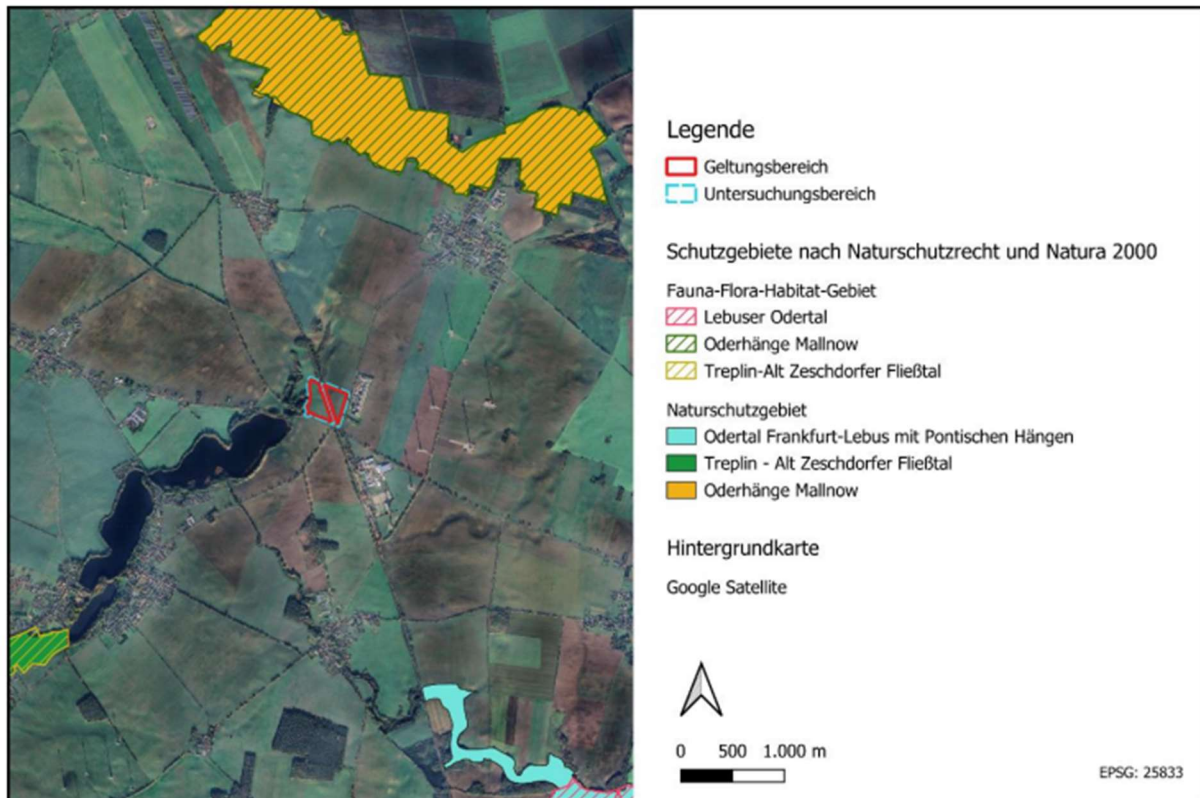 Legende
Geltungsbereich
Untersuchungsbereich
Schutzgebiete nach Naturschutzrecht und Natura 2000
Fauna-Flora-Habitat-Gebiet
Lebuser Odertal
Oderhänge Mallnow
Treplin-Alt Zeschdorfer Fließtal
Naturschutzgebiet
Odertal Frankfurt-Lebus mit Pontischen Hängen
Treplin - Alt Zeschdorfer Fließtal
Oderhänge Mallnow
Hintergrundkarte
Google Satellite
0 500 1.000 m
EPSG: 25833